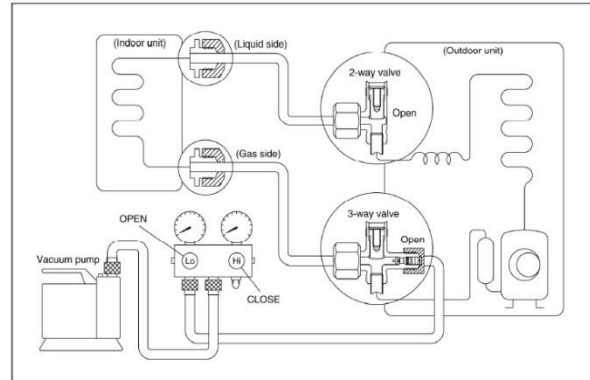 (Indoor unit)
(Liquid side)
(Outdoor unit)
2-way valve
Open
(Gas side)
3-way valve
Open
OPEN
Lo
Hi
CLOSE
Vacuum pump